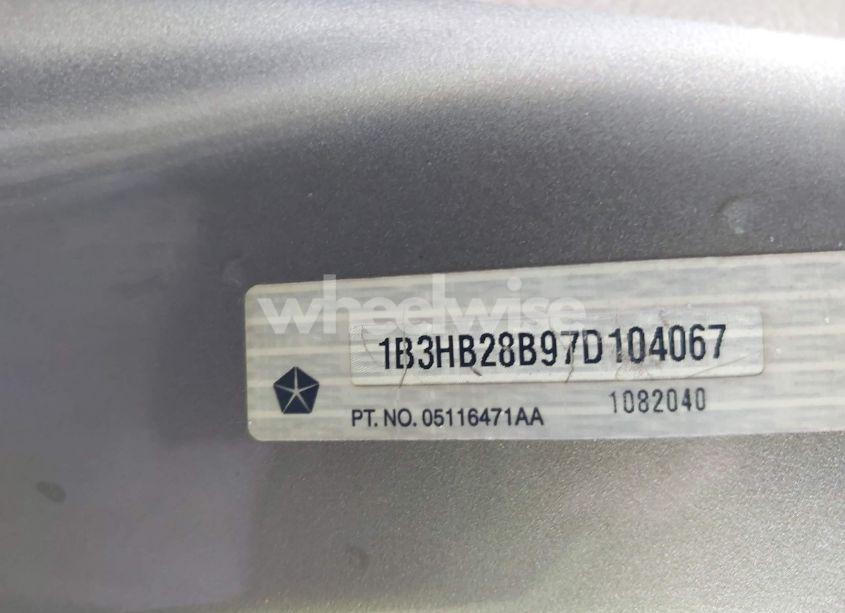 wheelwise
1B3HB28B97D104067
1082040
PT. NO. 05116471AA